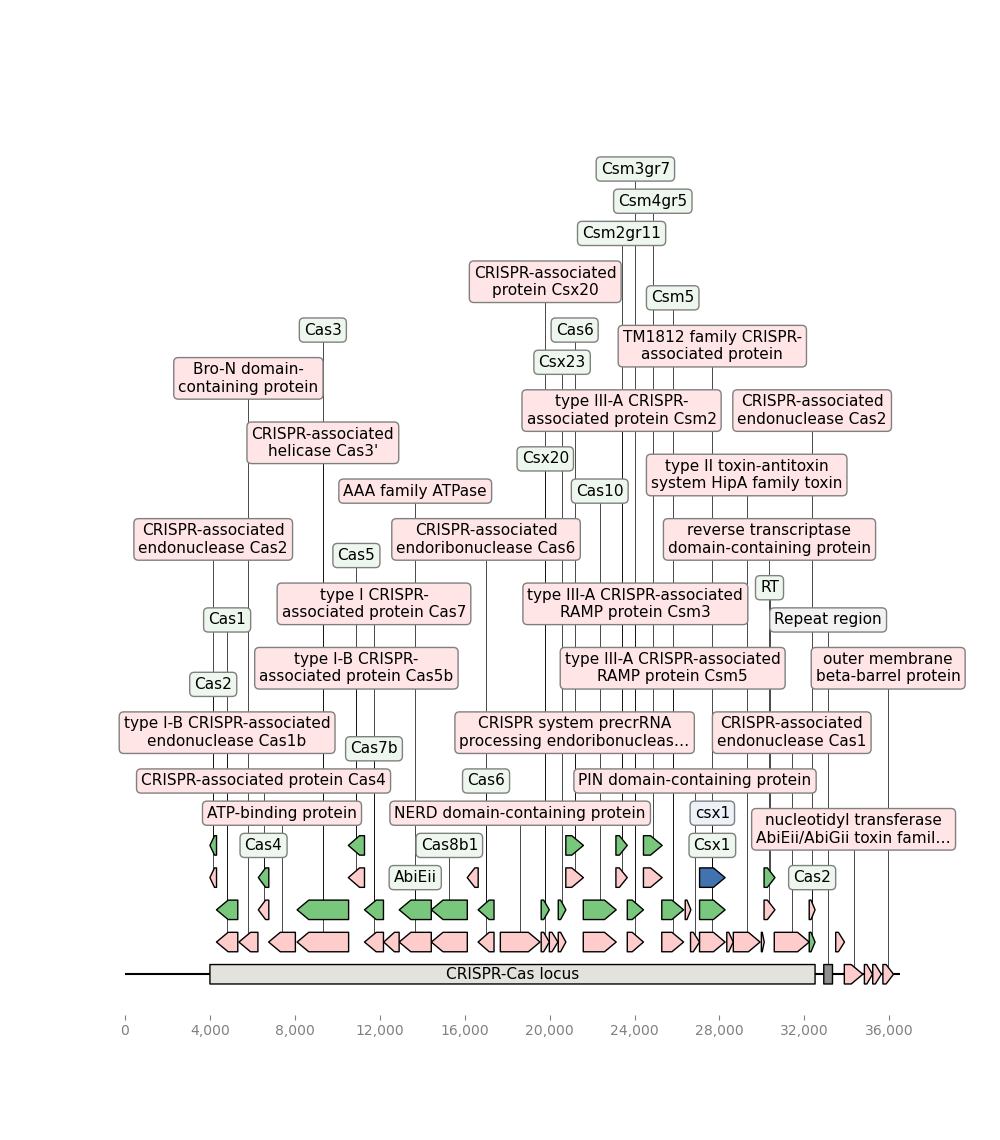 Csm3gr7
Csm4gr5
Csm2gr11
CRISPR-associated
protein Csx20
Csm5
Cas3
Cas6
TM1812 family CRISPR-
associated protein
Csx23
Bro-N domain-
containing protein
type III-A CRISPR-
associated protein Csm2
CRISPR-associated
endonuclease Cas2
CRISPR-associated
helicase Cas3'
Csx20
type II toxin-antitoxin
system HipA family toxin
AAA family ATPase
Cas10
CRISPR-associated
endonuclease Cas2
CRISPR-associated
endoribonuclease Cas6
reverse transcriptase
domain-containing protein
Cas5
RT
type I CRISPR-
associated protein Cas7
type III-A CRISPR-associated
RAMP protein Csm3
Cas1
Repeat region
type I-B CRISPR-
associated protein Cas5b
type III-A CRISPR-associated
RAMP protein Csm5
outer membrane
beta-barrel protein
Cas2
type I-B CRISPR-associated
endonuclease Cas1b
CRISPR system precrRNA
processing endoribonucleas…
CRISPR-associated
endonuclease Cas1
Cas7b
CRISPR-associated protein Cas4
Cas6
PIN domain-containing protein
ATP-binding protein
NERD domain-containing protein
csx1
nucleotidyl transferase
AbiEii/AbiGii toxin famil…
Cas4
Cas8b1
Csx1
AbiEii
Cas2
CRISPR-Cas locus
0
4,000
8,000
12,000
16,000
20,000
24,000
28,000
32,000
36,000